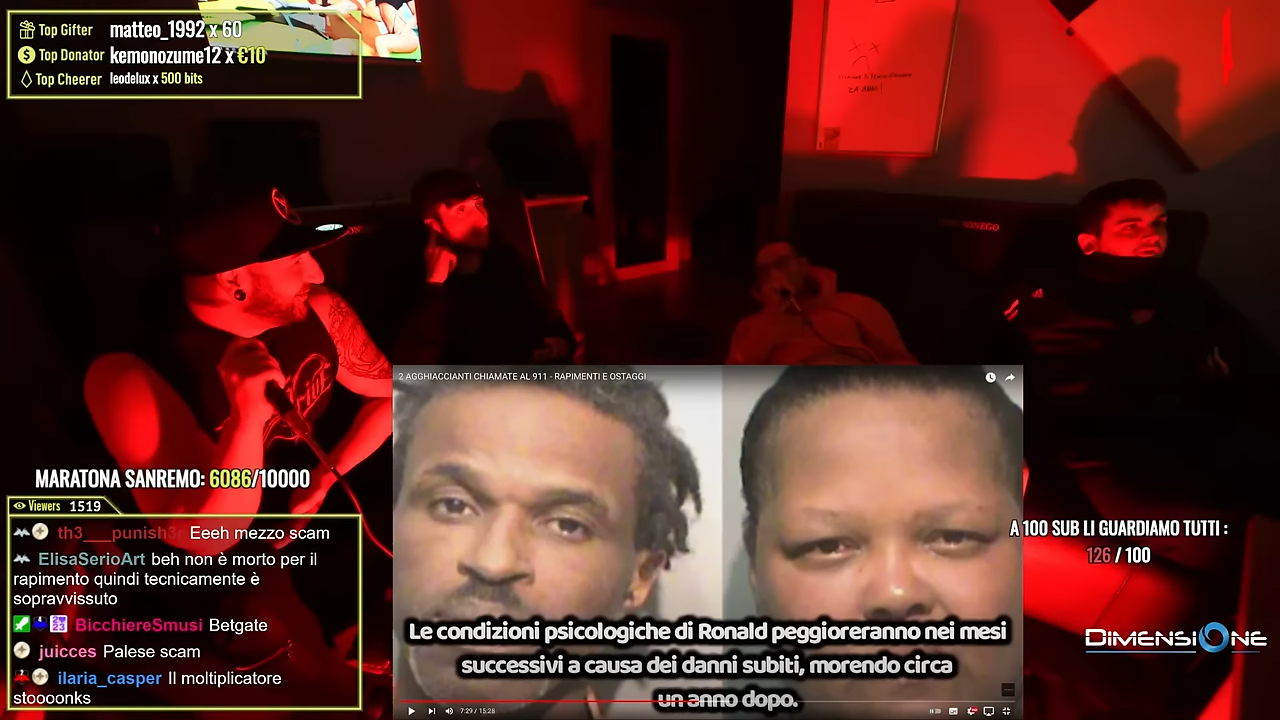 Top Gifter matteo_1992 x 60
Top Donator kemonozume12 x €10
Top Cheerer leodelux x 500 bits
2 AGGHIACCIANTI CHIAMATE AL 911 - RAPIMENTI E OSTAGGI
MARATONA SANREMO: 6086/10000
Viewers 1519
th3___punish3r Eeeh mezzo scam
ElisaSerioArt beh non è morto per il
rapimento quindi tecnicamente è
sopravvissuto
BicchiereSmusi Betgate
juicces Palese scam
ilaria_casper Il moltiplicatore
stoooonks
Le condizioni psicologiche di Ronald peggioreranno nei mesi
successivi a causa dei danni subiti, morendo circa
un anno dopo.
7:29 / 15:28
A 100 SUB LI GUARDIAMO TUTTI :
126 / 100
DIMENSIONE